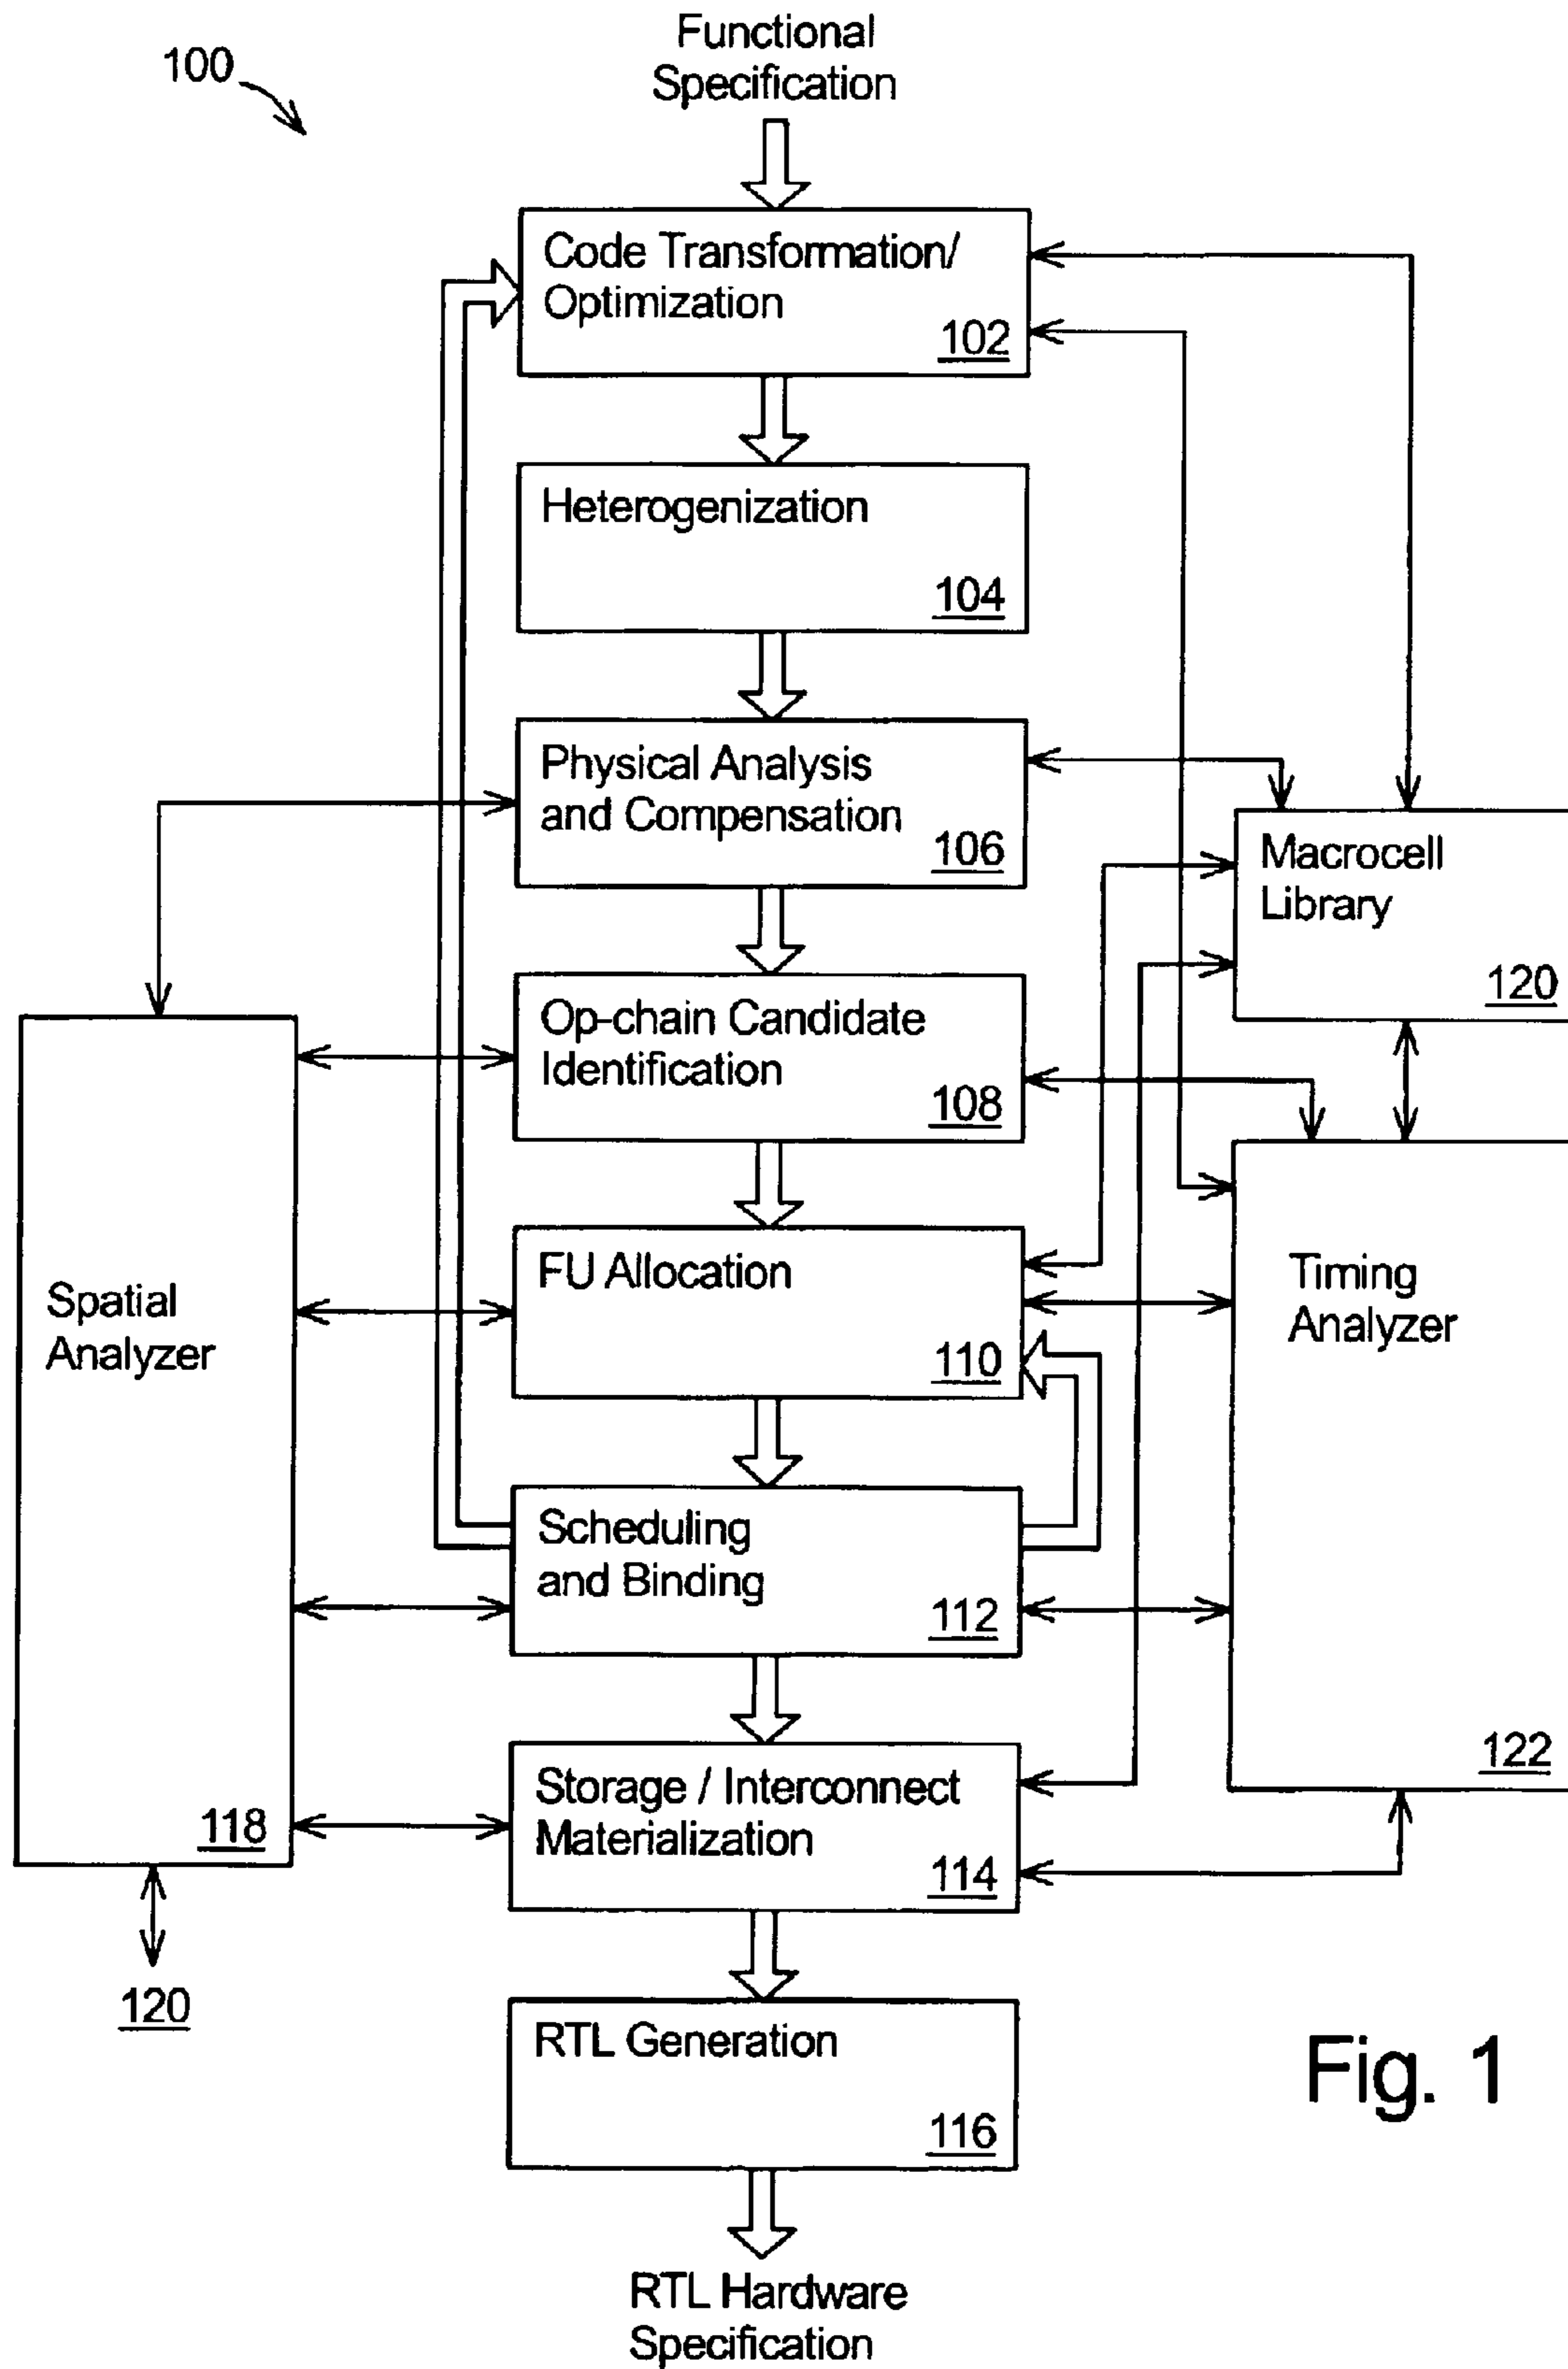 100
Functional
Specification
Code Transformation/
Optimization
102
Heterogenization
104
Physical Analysis
and Compensation
106
Macrocell
Library
120
Op-chain Candidate
Identification
108
Spatial
Analyzer
118
120
FU Allocation
110
Timing
Analyzer
122
Scheduling
and Binding
112
Storage / Interconnect
Materialization
114
RTL Generation
116
RTL Hardware
Specification
Fig. 1